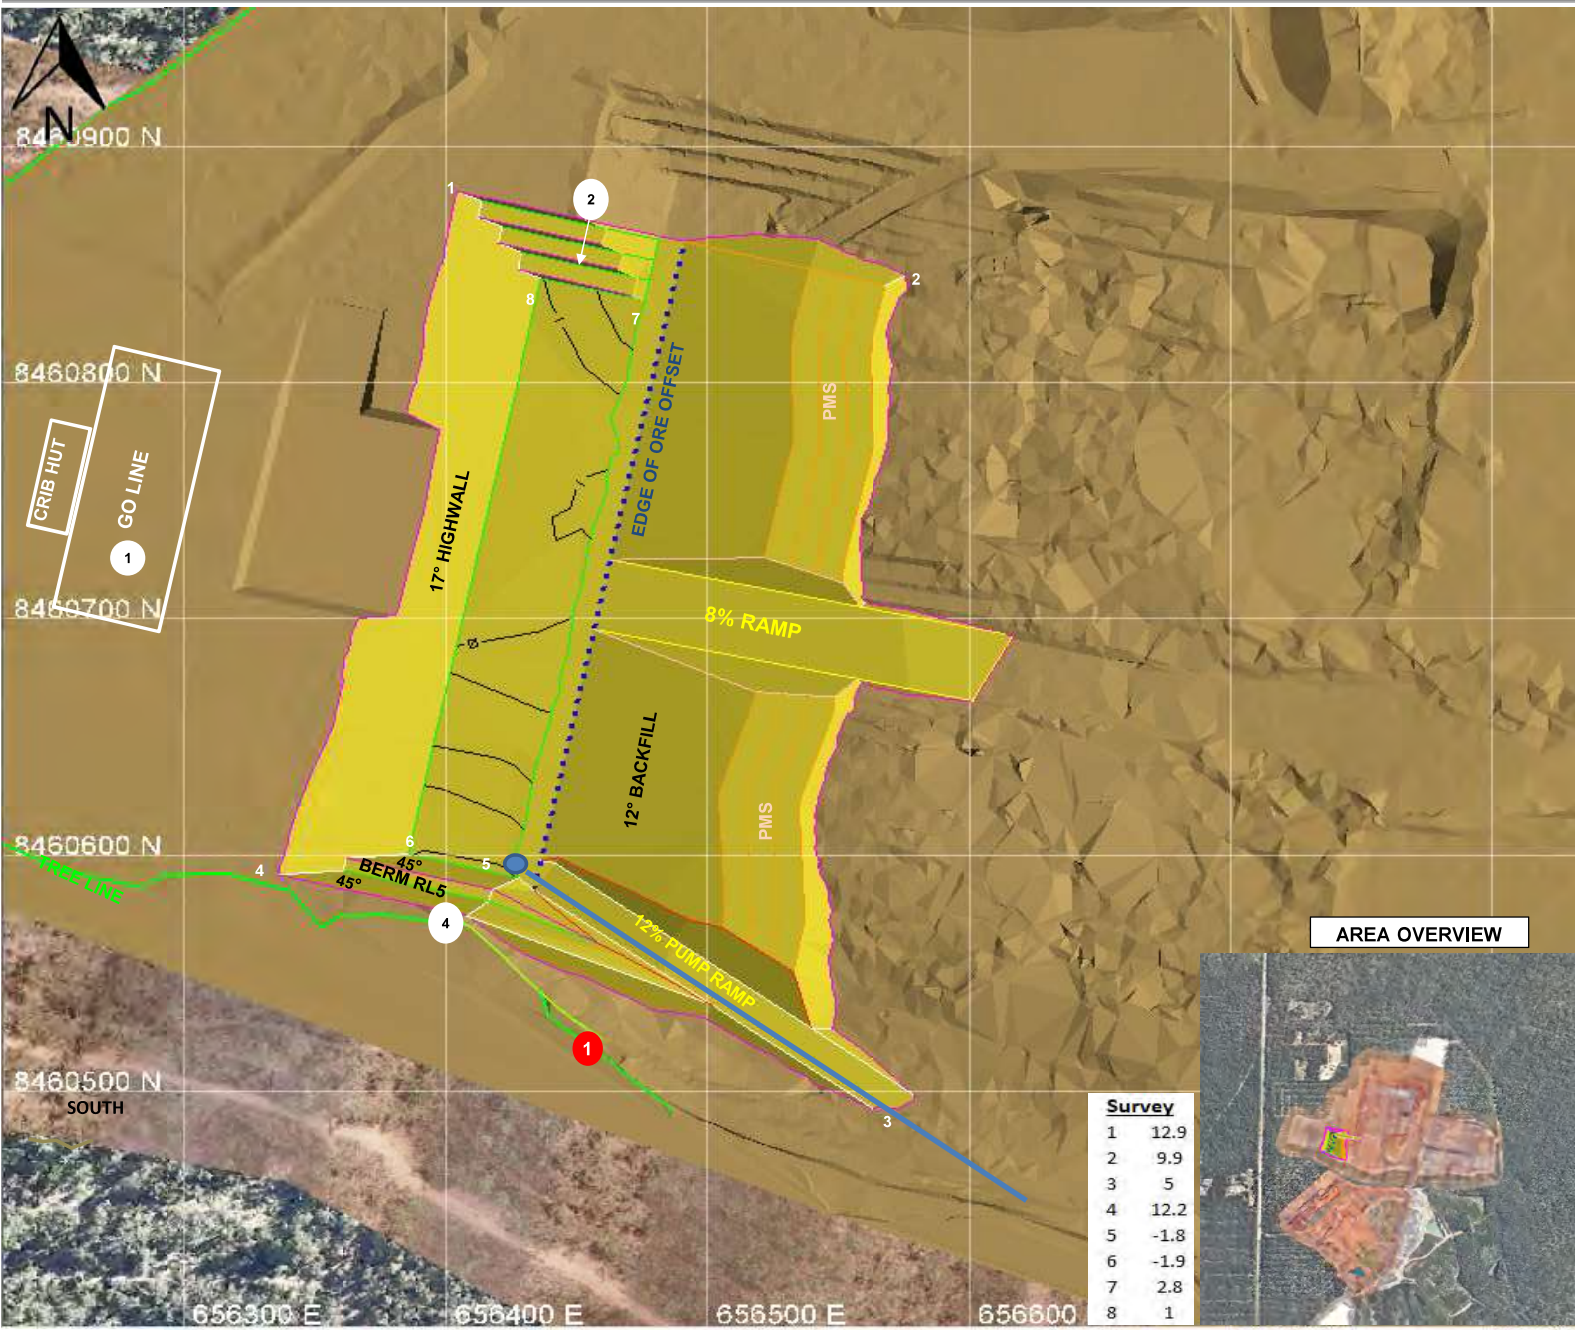 N
8460900 N
1
2
2
8
7
8460800 N
EDGE OF ORE OFFSET
PMS
CRIB HUT
GO LINE
1
17° HIGHWALL
8460700 N
8% RAMP
12° BACKFILL
PMS
8460600 N
TREE LINE
4
6
45°
5
BERM RL5
45°
4
12% PUMP RAMP
AREA OVERVIEW
1
8460500 N
SOUTH
3
Survey
1 12.9
2 9.9
3 5
4 12.2
5 -1.8
6 -1.9
7 2.8
8 1
656300 E
656400 E
656500 E
656600